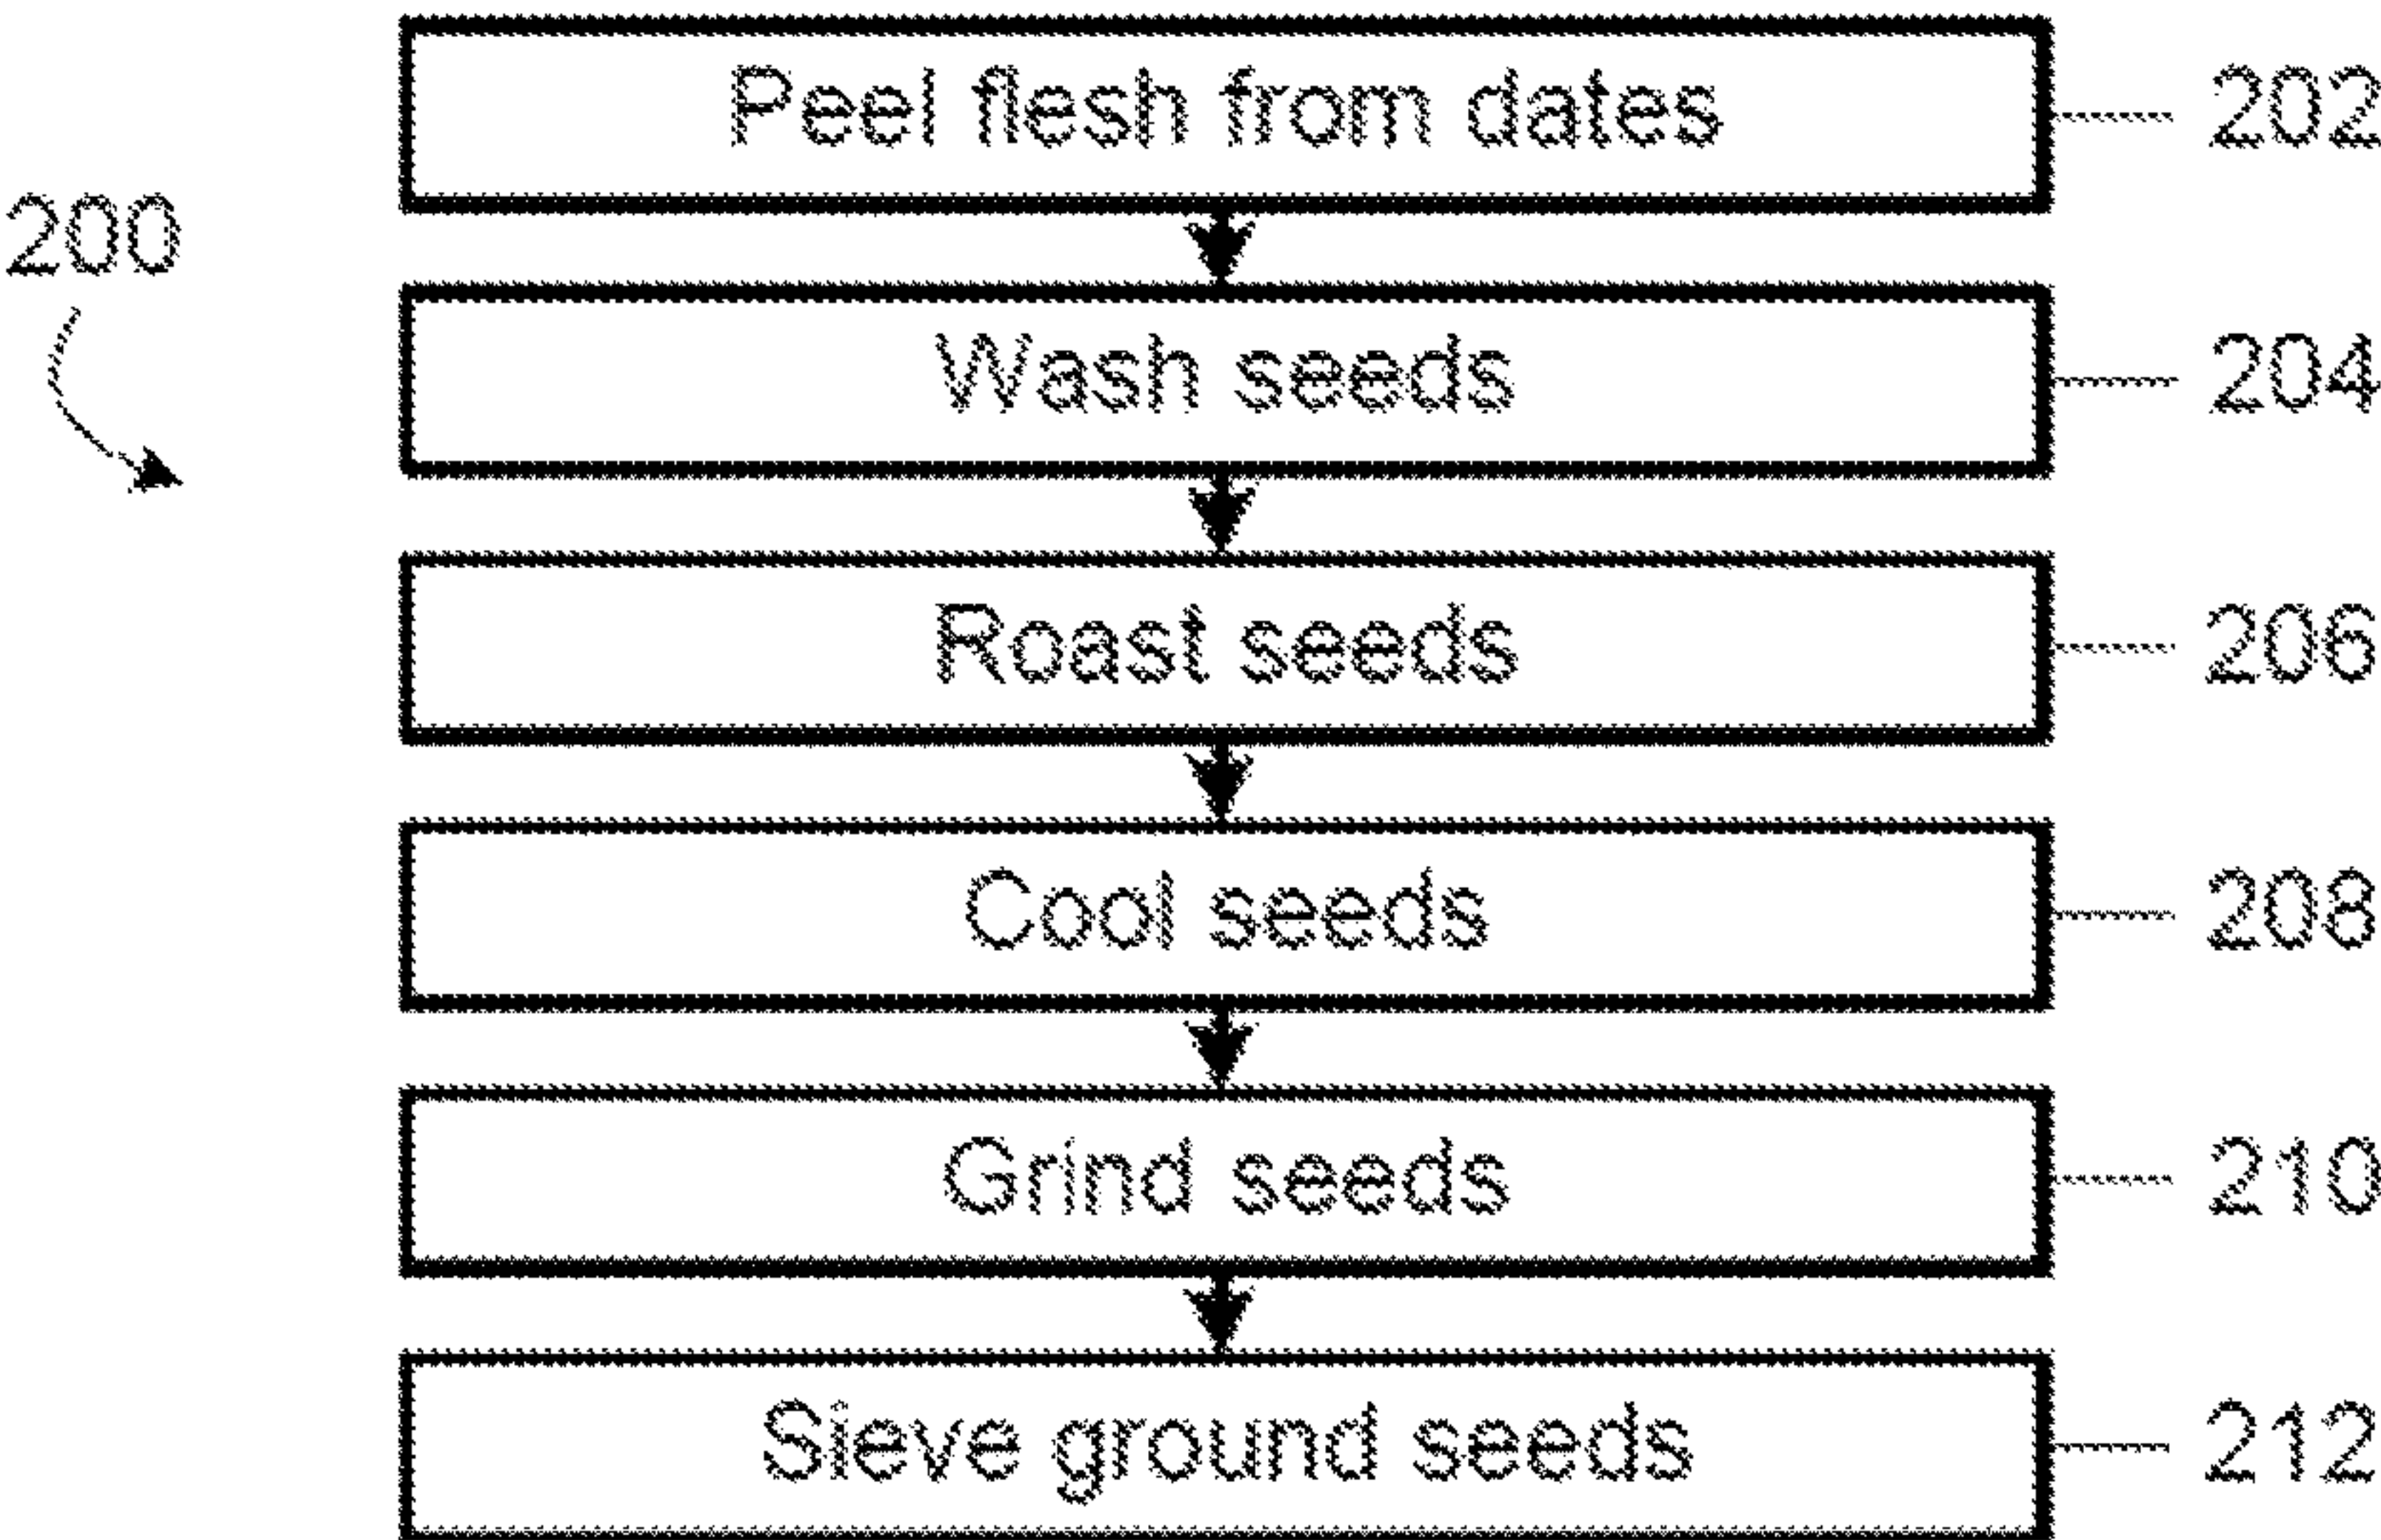 Peel flesh from dates 202
200
Wash seeds 204
Roast seeds 206
Cool seeds 208
Grind seeds 210
Sieve ground seeds 212